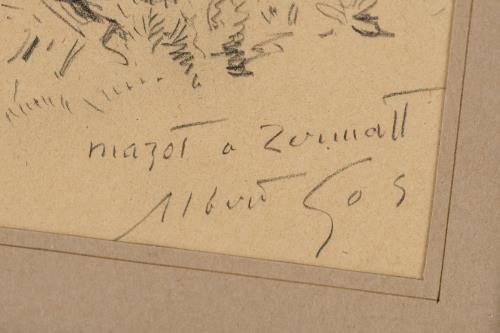 mazot a Zermatt
Albert Gos